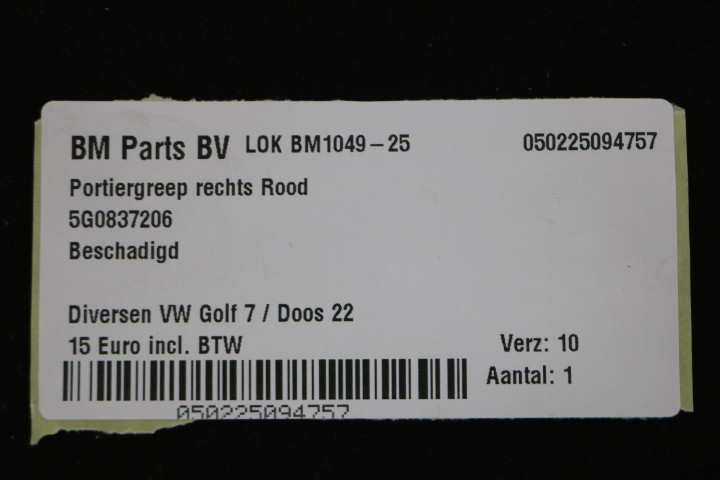 BM Parts BV LOK BM1049-25 050225094757
Portiergreep rechts Rood
5G0837206
Beschadigd
Diversen VW Golf 7 / Doos 22
15 Euro incl. BTW Verz: 10
Aantal: 1
050225094757